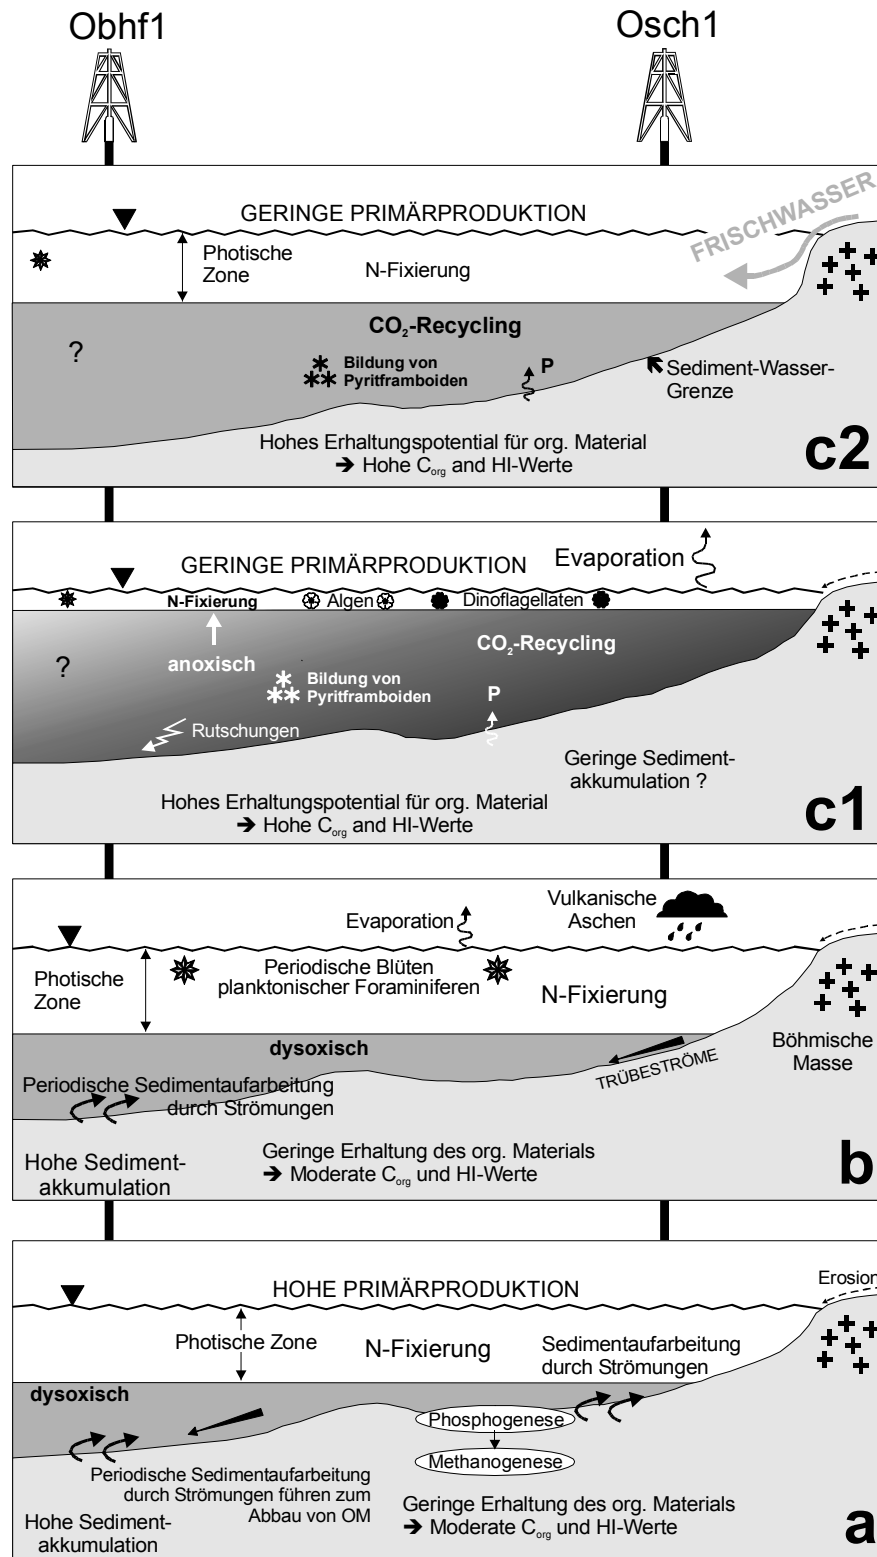 Obhf1
Osch1
GERINGE PRIMÄRPRODUKTION
FRISCHWASSER
Photische
Zone
N-Fixierung
CO2-Recycling
?
Bildung von
Pyritframboiden
P
Sediment-Wasser-
Grenze
Hohes Erhaltungspotential für org. Material
➔ Hohe Corg and HI-Werte
c2
GERINGE PRIMÄRPRODUKTION
Evaporation
N-Fixierung
Algen
Dinoflagellaten
CO2-Recycling
anoxisch
?
Bildung von
Pyritframboiden
P
Rutschungen
Geringe Sediment-
akkumulation ?
Hohes Erhaltungspotential für org. Material
➔ Hohe Corg and HI-Werte
c1
Vulkanische
Aschen
Evaporation
Photische
Zone
Periodische Blüten
planktonischer Foraminiferen
N-Fixierung
dysoxisch
TRÜBESTRÖME
Böhmische
Masse
Periodische Sedimentaufarbeitung
durch Strömungen
Hohe Sediment-
akkumulation
Geringe Erhaltung des org. Materials
➔ Moderate Corg und HI-Werte
b
HOHE PRIMÄRPRODUKTION
Erosion
Photische Zone
N-Fixierung
Sedimentaufarbeitung
durch Strömungen
dysoxisch
Phosphogenese
Methanogenese
Periodische Sedimentaufarbeitung
durch Strömungen führen zum
Abbau von OM
Hohe Sediment-
akkumulation
Geringe Erhaltung des org. Materials
➔ Moderate Corg und HI-Werte
a